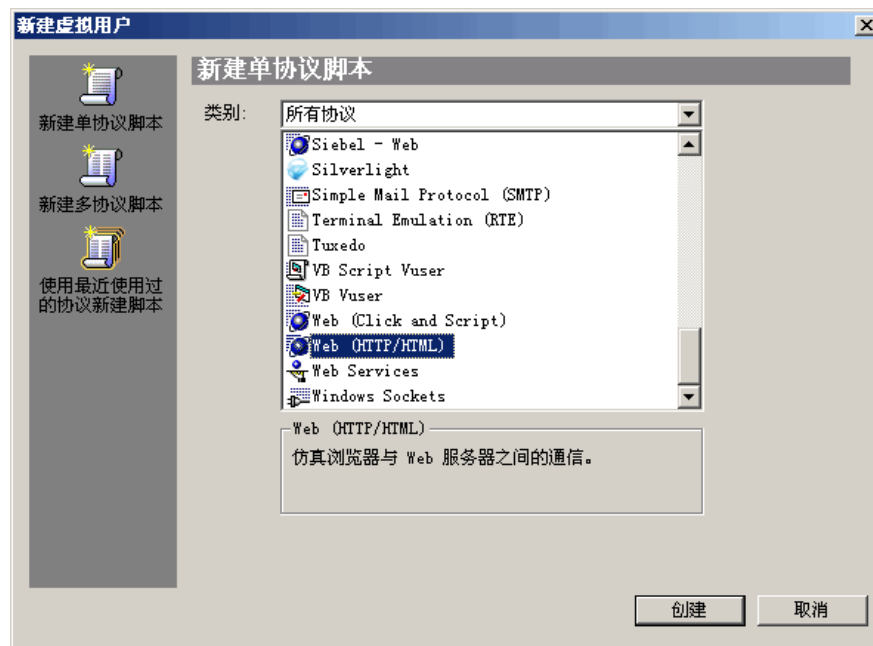 新建虚拟用户
新建单协议脚本
新建单协议脚本
新建多协议脚本
使用最近使用过
的协议新建脚本
类别:
所有协议
Siebel - Web
Silverlight
Simple Mail Protocol (SMTP)
Terminal Emulation (RTE)
Tuxedo
VB Script Vuser
VB Vuser
Web (Click and Script)
Web (HTTP/HTML)
Web Services
Windows Sockets
Web (HTTP/HTML)
仿真浏览器与 Web 服务器之间的通信。
创建
取消